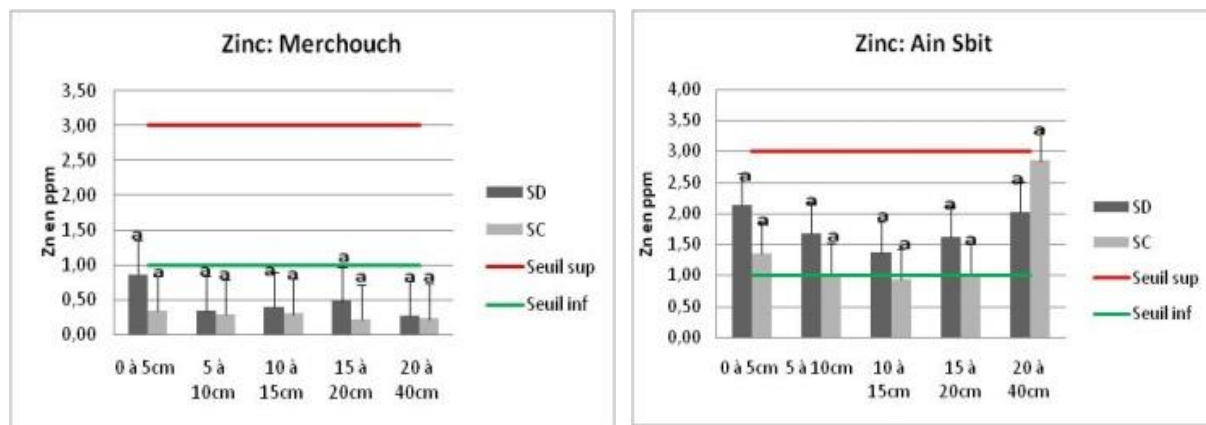 Zinc: Merchouch
Zn en ppm
3,50
3,00
2,50
2,00
1,50
1,00
0,50
0,00
a a a a a a a a a a
0 à 5cm 5 à 10 à 15 à 20 à
10cm 15cm 20cm 40cm
SD
SC
Seuil sup
Seuil inf
Zinc: Ain Sbit
Zn en ppm
4,00
3,50
3,00
2,50
2,00
1,50
1,00
0,50
0,00
a a a a a a a a a a
0 à 5cm 5 à 10cm 10 à 15 à 20 à
15cm 20cm 40cm
SD
SC
Seuil sup
Seuil inf